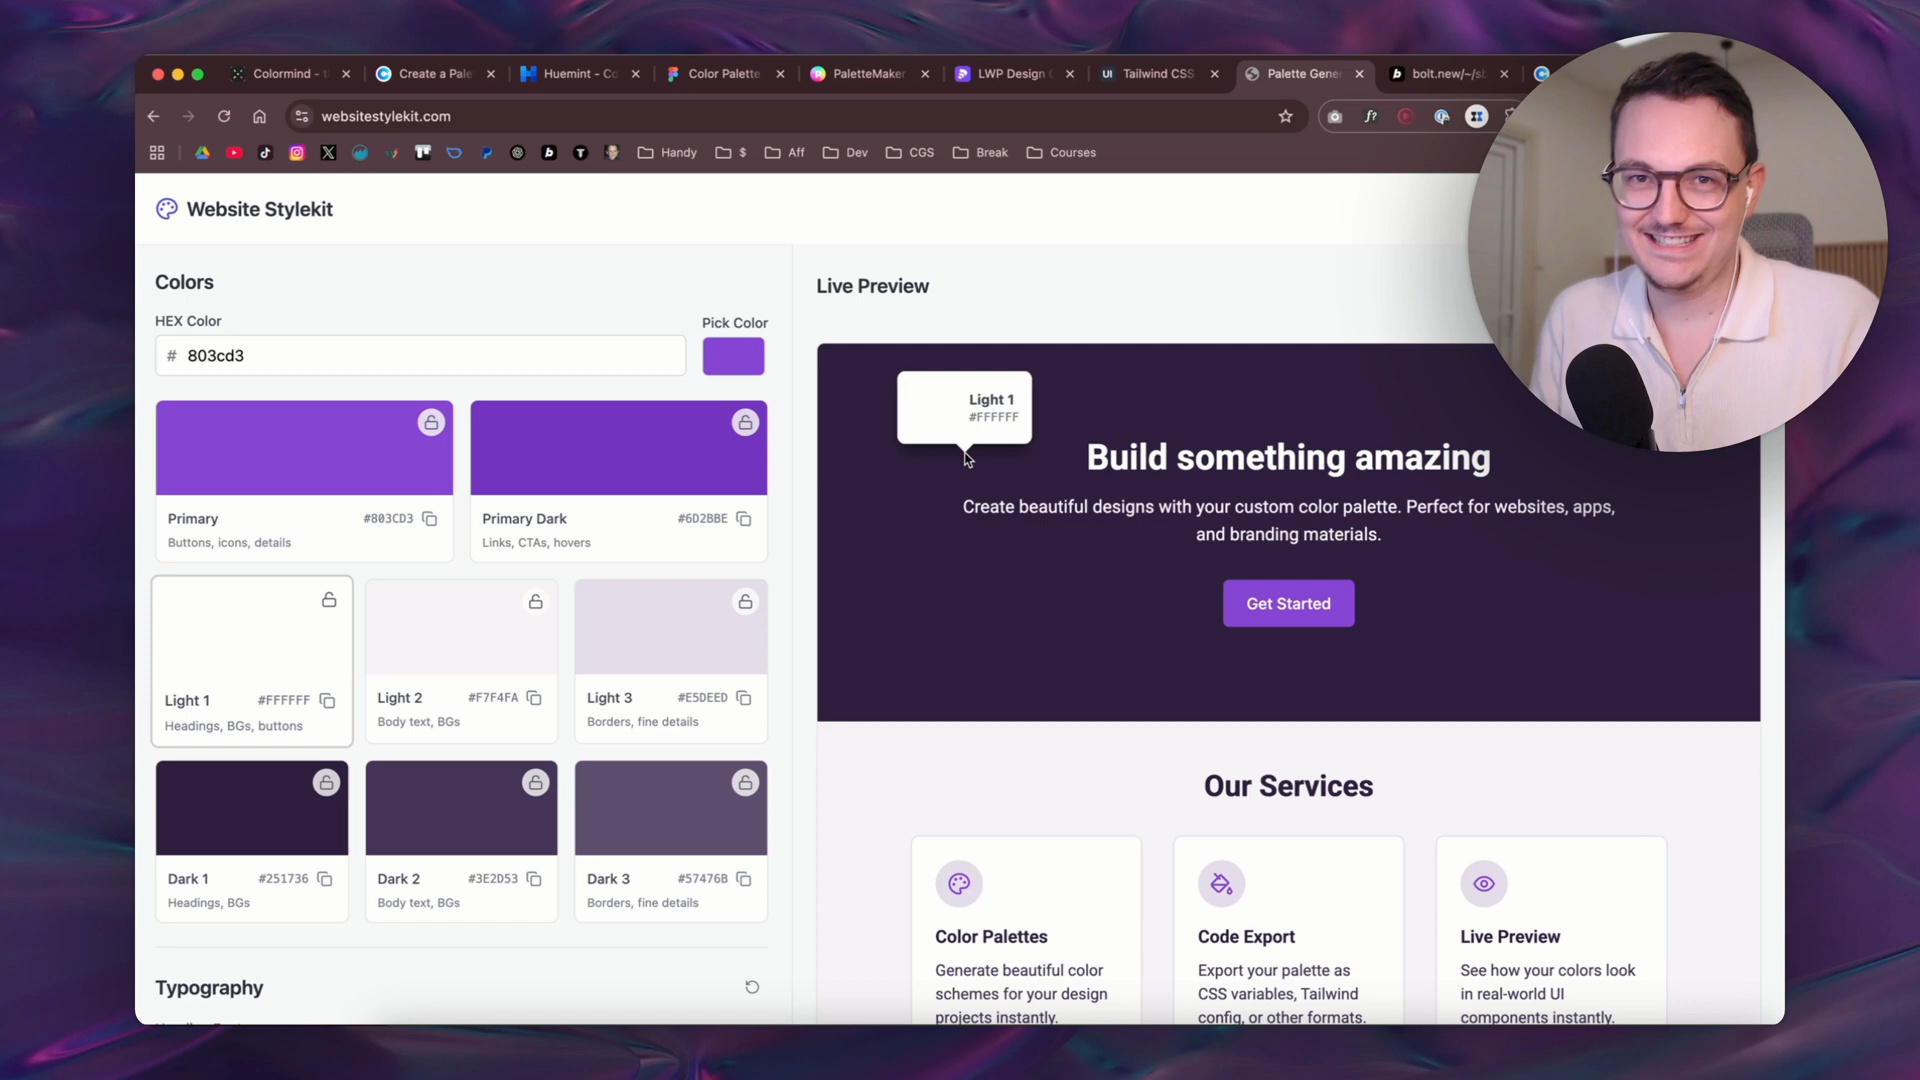 Colormind - t
Create a Pale
Huemint - Co
Color Palette
PaletteMaker
LWP Design
UI
Tailwind CSS
Palette Gene
bolt.new/~/sb
websitestylekit.com
f?
Handy
$
Aff
Dev
CGS
Break
Courses
Website Stylekit
Colors
HEX Color
Pick Color
# 803cd3
Primary #803CD3
Buttons, icons, details
Primary Dark #6D2BBE
Links, CTAs, hovers
Light 1 #FFFFFF
Headings, BGs, buttons
Light 2 #F7F4FA
Body text, BGs
Light 3 #E5DEED
Borders, fine details
Dark 1 #251736
Headings, BGs
Dark 2 #3E2D53
Body text, BGs
Dark 3 #57476B
Borders, fine details
Typography
Live Preview
Light 1
#FFFFFF
Build something amazing
Create beautiful designs with your custom color palette. Perfect for websites, apps,
and branding materials.
Get Started
Our Services
Color Palettes
Generate beautiful color
schemes for your design
projects instantly.
Code Export
Export your palette as
CSS variables, Tailwind
config, or other formats.
Live Preview
See how your colors look
in real-world UI
components instantly.